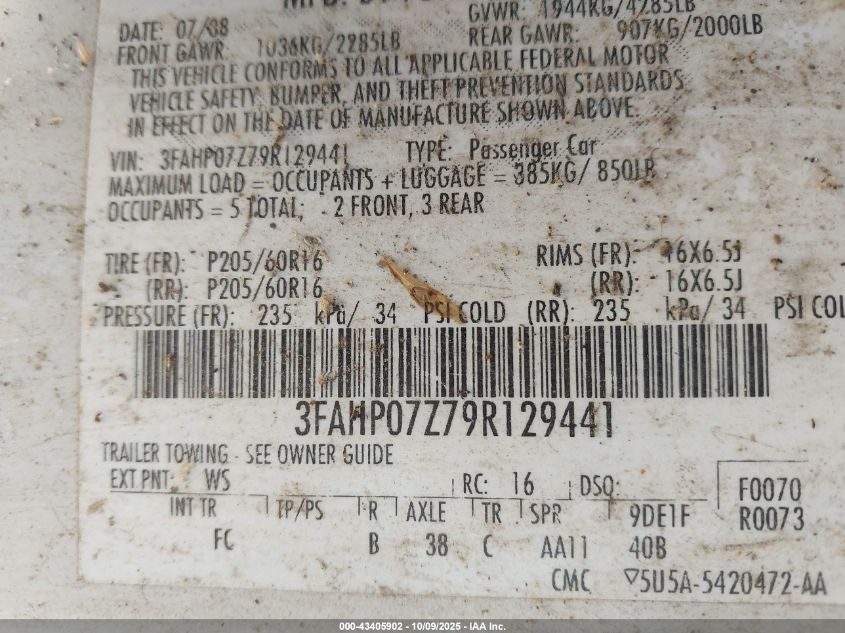 GVWR: 1944KG/4285LB
DATE: 07/08 REAR GAWR: 907KG/2000LB
FRONT GAWR: 1036KG/2285LB
THIS VEHICLE CONFORMS TO ALL APPLICABLE FEDERAL MOTOR
VEHICLE SAFETY, BUMPER, AND THEFT PREVENTION STANDARDS
IN EFFECT ON THE DATE OF MANUFACTURE SHOWN ABOVE.
VIN: 3FAHP07Z79R129441 TYPE: Passenger Car
MAXIMUM LOAD = OCCUPANTS + LUGGAGE = 385KG/ 850LB
OCCUPANTS = 5 TOTAL; 2 FRONT, 3 REAR
TIRE (FR): P205/60R16 RIMS (FR): 16X6.5J
(RR): P205/60R16 (RR): 16X6.5J
PRESSURE (FR): 235 kPa/ 34 PSI COLD (RR): 235 kPa/ 34 PSI COL
3FAHP07Z79R129441
TRAILER TOWING - SEE OWNER GUIDE
EXT PNT: WS RC: 16 DSO: F0070
INT TR TP/PS R AXLE TR SPR 9DE1F R0073
FC B 38 C AA11 40B
CMC ▽5U5A-5420472-AA
000-43405902 - 10/09/2025 - IAA Inc.